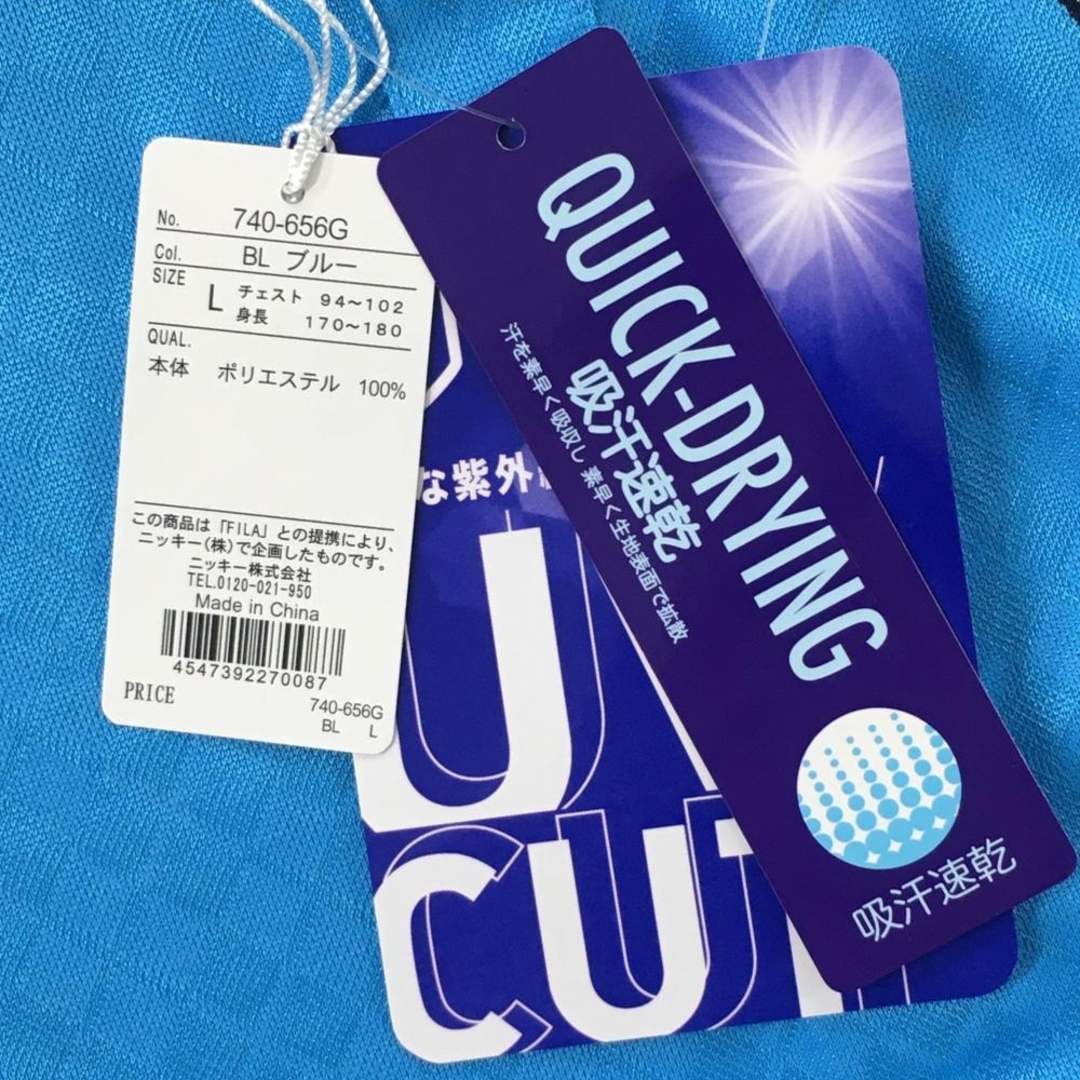 No. 740-656G
Col. BL ブルー
SIZE L チェスト 94～102
身長 170～180
QUAL.
本体 ポリエステル 100%
この商品は「FILA」との提携により、
ニッキー(株)で企画したものです。
ニッキー株式会社
TEL.0120-021-950
Made in China
4547392270087
PRICE
740-656G
BL L
QUICK-DRYING
吸汗速乾
汗を素早く吸収し 素早く生地表面で拡散
吸汗速乾
な紫外
U
CUT